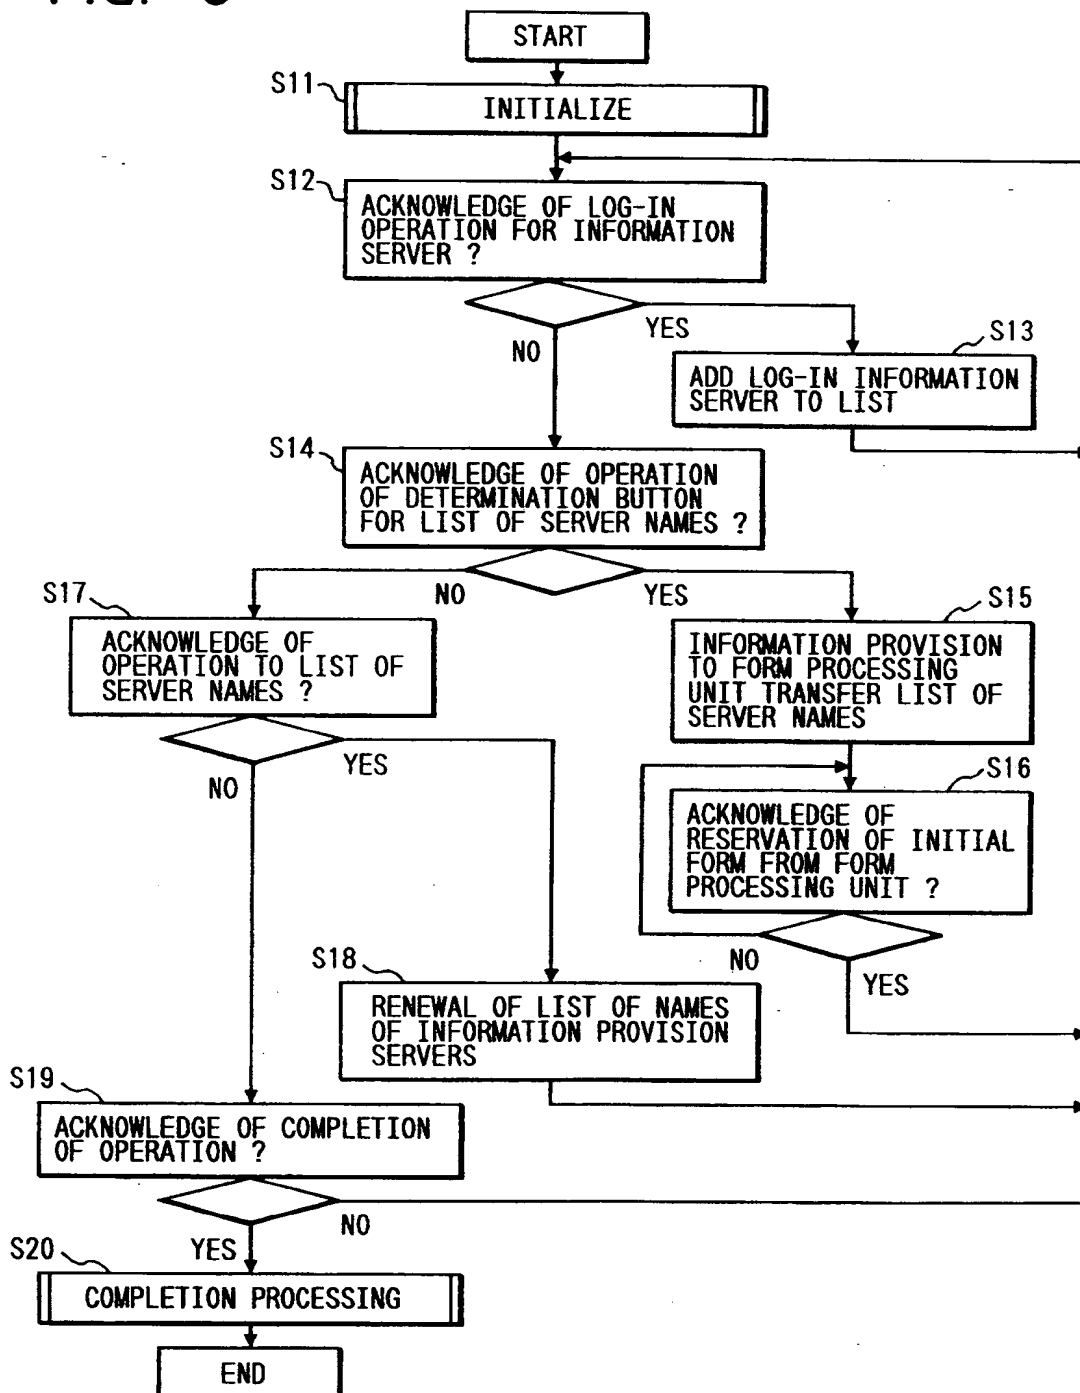 START
S11
INITIALIZE
S12
ACKNOWLEDGE OF LOG-IN
OPERATION FOR INFORMATION
SERVER ?
YES
NO
S13
ADD LOG-IN INFORMATION
SERVER TO LIST
S14
ACKNOWLEDGE OF OPERATION
OF DETERMINATION BUTTON
FOR LIST OF SERVER NAMES ?
NO
YES
S17
ACKNOWLEDGE OF
OPERATION TO LIST OF
SERVER NAMES ?
YES
NO
S15
INFORMATION PROVISION
TO FORM PROCESSING
UNIT TRANSFER LIST OF
SERVER NAMES
S16
ACKNOWLEDGE OF
RESERVATION OF INITIAL
FORM FROM FORM
PROCESSING UNIT ?
NO
YES
S18
RENEWAL OF LIST OF NAMES
OF INFORMATION PROVISION
SERVERS
S19
ACKNOWLEDGE OF COMPLETION
OF OPERATION ?
NO
YES
S20
COMPLETION PROCESSING
END